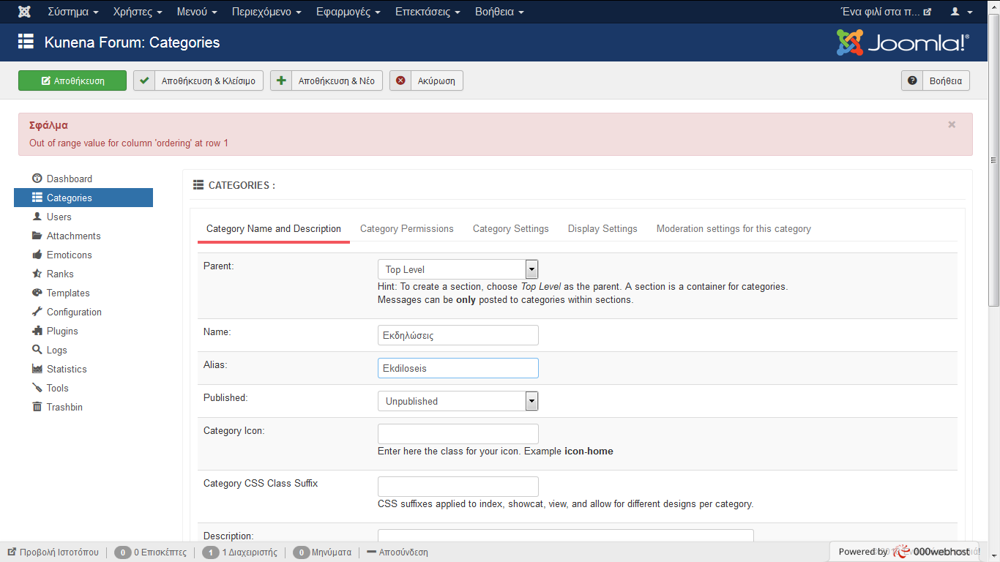 Σύστημα Χρήστες Μενού Περιεχόμενο Εφαρμογές Επεκτάσεις Βοήθεια Ένα φιλί στα π...
Kunena Forum: Categories Joomla!®
Αποθήκευση Αποθήκευση & Κλείσιμο Αποθήκευση & Νέο Ακύρωση Βοήθεια
Σφάλμα
Out of range value for column 'ordering' at row 1
Dashboard
Categories
Users
Attachments
Emoticons
Ranks
Templates
Configuration
Plugins
Logs
Statistics
Tools
Trashbin
CATEGORIES :
Category Name and Description Category Permissions Category Settings Display Settings Moderation settings for this category
Parent: Top Level
Hint: To create a section, choose Top Level as the parent. A section is a container for categories.
Messages can be only posted to categories within sections.
Name: Εκδηλώσεις
Alias: Ekdiloseis
Published: Unpublished
Category Icon:
Enter here the class for your icon. Example icon-home
Category CSS Class Suffix
CSS suffixes applied to index, showcat, view, and allow for different designs per category.
Description:
Προβολή Ιστοτόπου 0 0 Επισκέπτες 1 1 Διαχειριστής 0 Μηνύματα Αποσύνδεση Powered by 000webhost